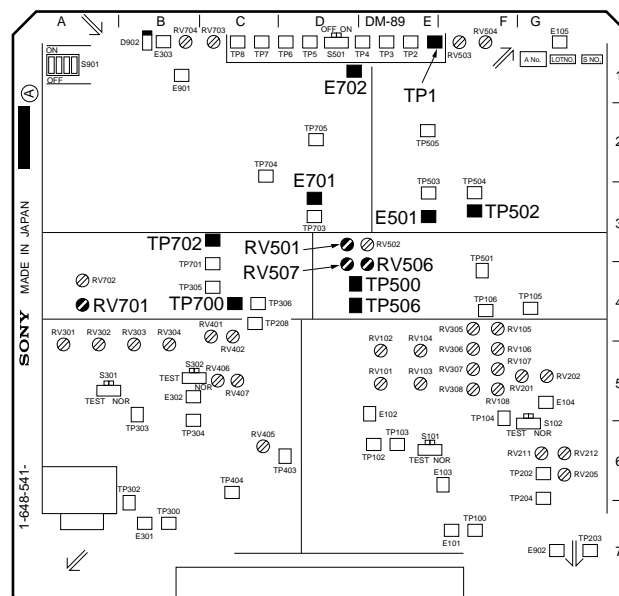 A B C D DM-89 E F G
RV704 RV703 OFF ON RV504 E105
D902 E303 TP8 TP7 TP6 TP5 S501 TP4 TP3 TP2 RV503
ON
S901
OFF
E901
E702
TP1
A No. LOTNO, S NO,
1
A
TP705
TP505
2
TP704
E701
TP503 TP504
TP703
E501
TP502
3
TP702
RV501
RV502
TP701
RV507
RV506
TP501
RV702
TP305
TP500
RV701
TP700
TP306
TP506
TP106 TP105
4
TP208
RV301 RV302 RV303 RV304 RV401
RV402
RV102 RV104
RV305 RV105
RV306 RV106
S302
TEST NOR
RV406
RV407
RV101 RV103
RV307 RV107
RV202
S301
TEST NOR
E302
RV308 RV201
5
E104
TP303
TP304
E102
RV108
TP104
S102
TEST NOR
RV405
TP403
TP102 TP103
S101
TEST NOR
RV211 RV212
6
TP202 RV205
E103
TP404
TP204
TP302
E301 TP300
E101 TP100
E902 TP203
7
1-648-541-
SONY MADE IN JAPAN